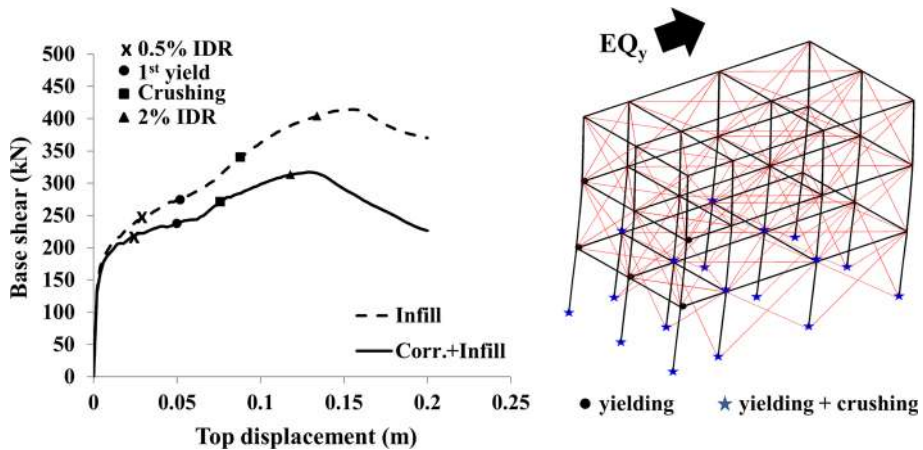 500
450
400
350
300
250
200
150
100
50
0
Base shear (kN)
0.5% IDR
1st yield
Crushing
2% IDR
Infill
Corr.+Infill
0
0.05
0.1
0.15
0.2
0.25
Top displacement (m)
EQy
yielding
yielding + crushing